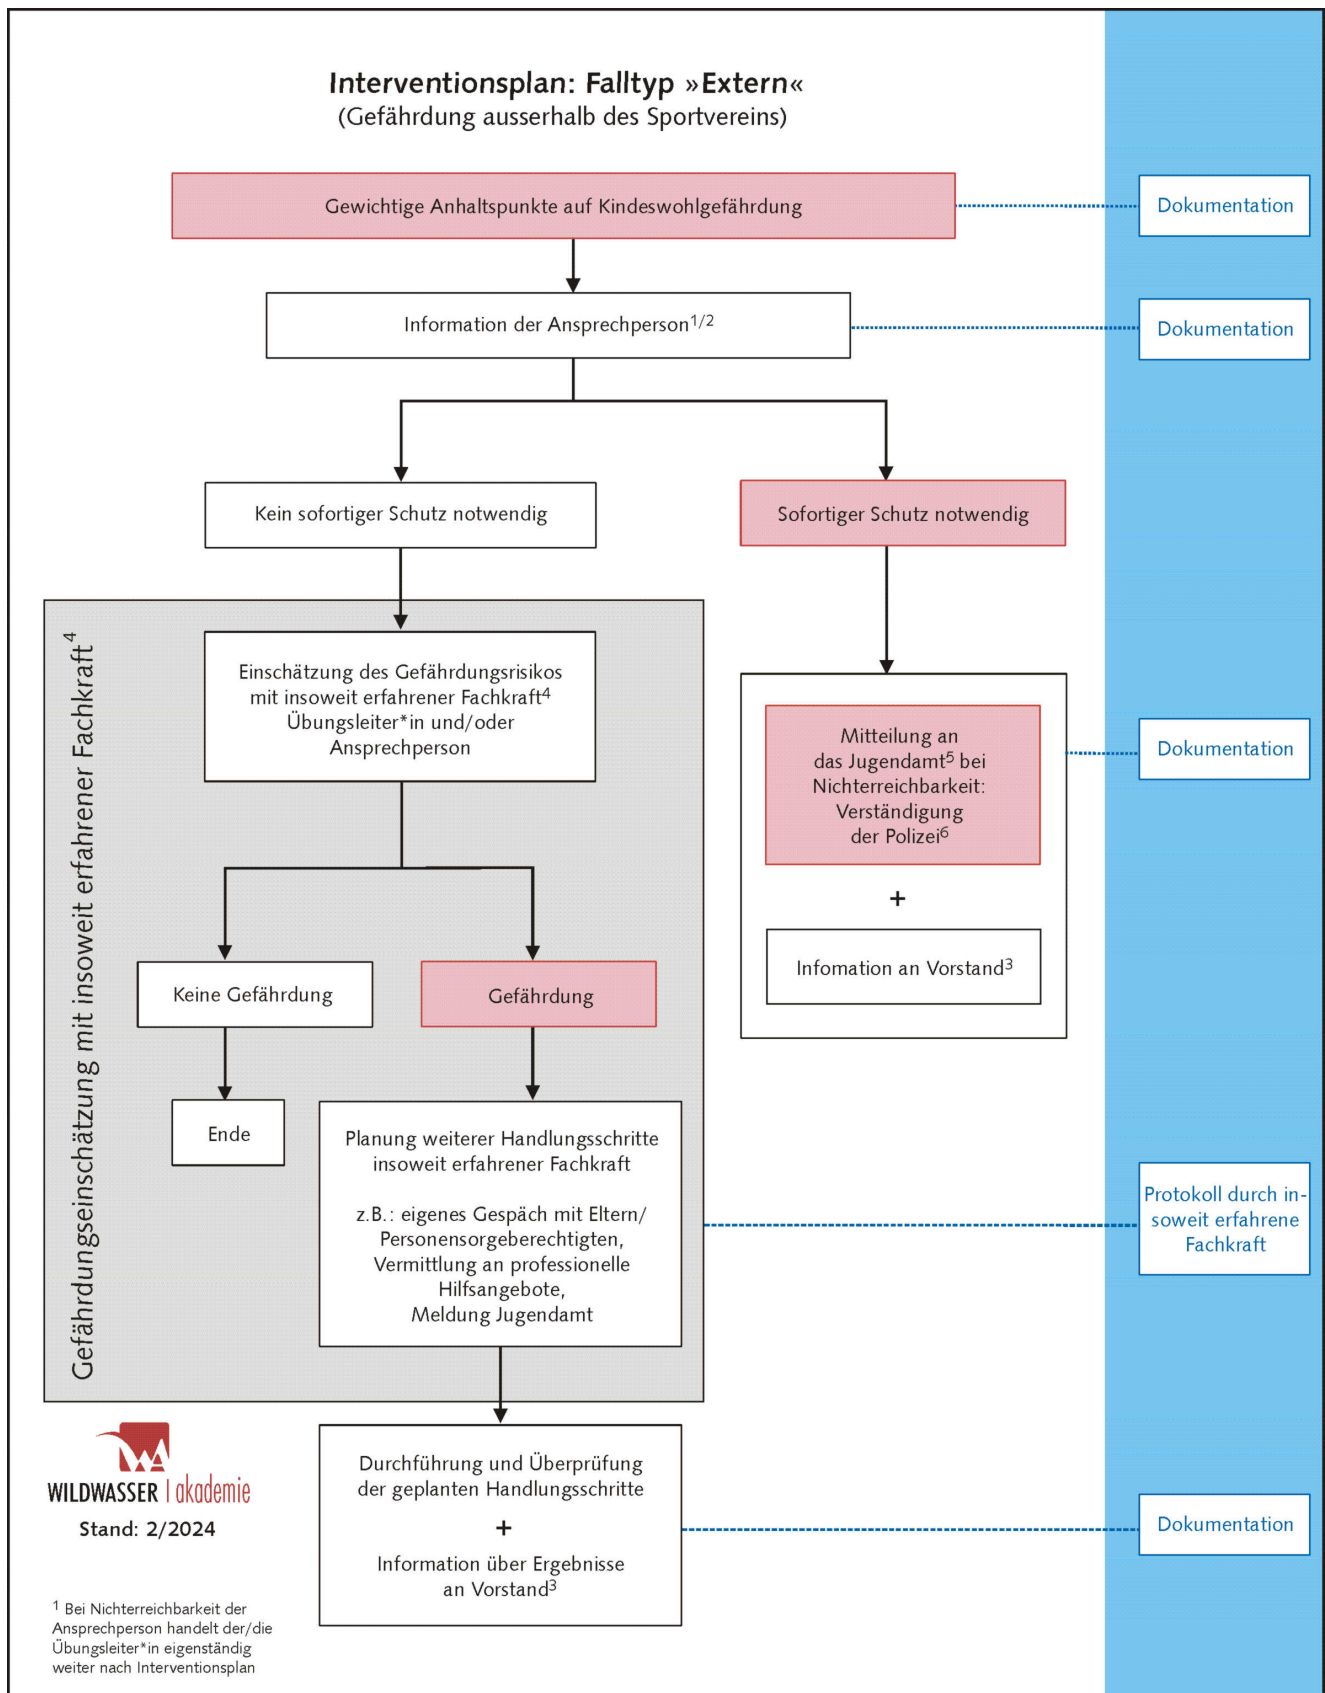 Interventionsplan: Falltyp »Extern«
(Gefährdung ausserhalb des Sportvereins)
Gewichtige Anhaltspunkte auf Kindeswohlgefährdung
Dokumentation
Information der Ansprechperson1/2
Dokumentation
Kein sofortiger Schutz notwendig
Sofortiger Schutz notwendig
Gefährdungseinschätzung mit insoweit erfahrener Fachkraft4
Einschätzung des Gefährdungsrisikos
mit insoweit erfahrener Fachkraft4
Übungsleiter*in und/oder
Ansprechperson
Mitteilung an
das Jugendamt5 bei
Nichterreichbarkeit:
Verständigung
der Polizei6
+
Infomation an Vorstand3
Dokumentation
Keine Gefährdung
Gefährdung
Ende
Planung weiterer Handlungsschritte
insoweit erfahrener Fachkraft
z.B.: eigenes Gespäch mit Eltern/
Personensorgeberechtigten,
Vermittlung an professionelle
Hilfsangebote,
Meldung Jugendamt
Protokoll durch in-
soweit erfahrene
Fachkraft
Durchführung und Überprüfung
der geplanten Handlungsschritte
+
Information über Ergebnisse
an Vorstand3
Dokumentation
WILDWASSER | akademie
Stand: 2/2024
1 Bei Nichterreichbarkeit der
Ansprechperson handelt der/die
Übungsleiter*in eigenständig
weiter nach Interventionsplan